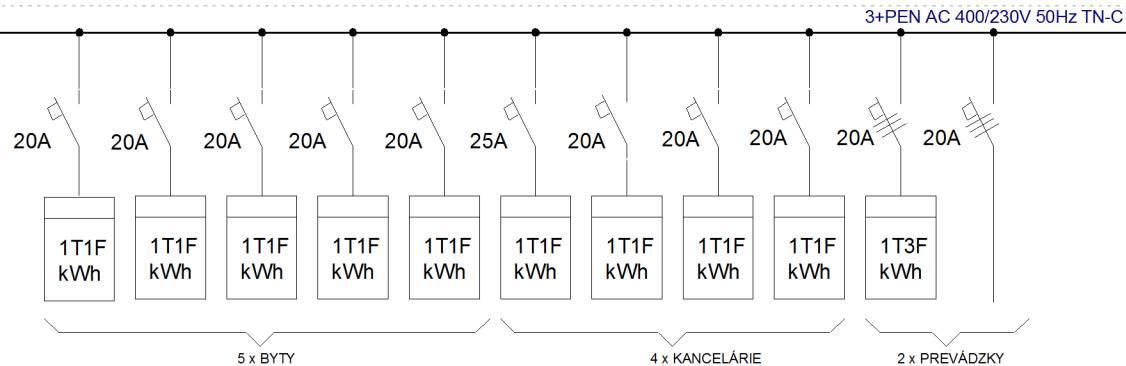 3+PEN AC 400/230V 50Hz TN-C
20A 20A 20A 20A 20A 25A 20A 20A 20A 20A 20A
1T1F 1T1F 1T1F 1T1F 1T1F 1T1F 1T1F 1T1F 1T1F 1T3F
kWh kWh kWh kWh kWh kWh kWh kWh kWh kWh
5 x BYTY 4 x KANCELÁRIE 2 x PREVÁDZKY